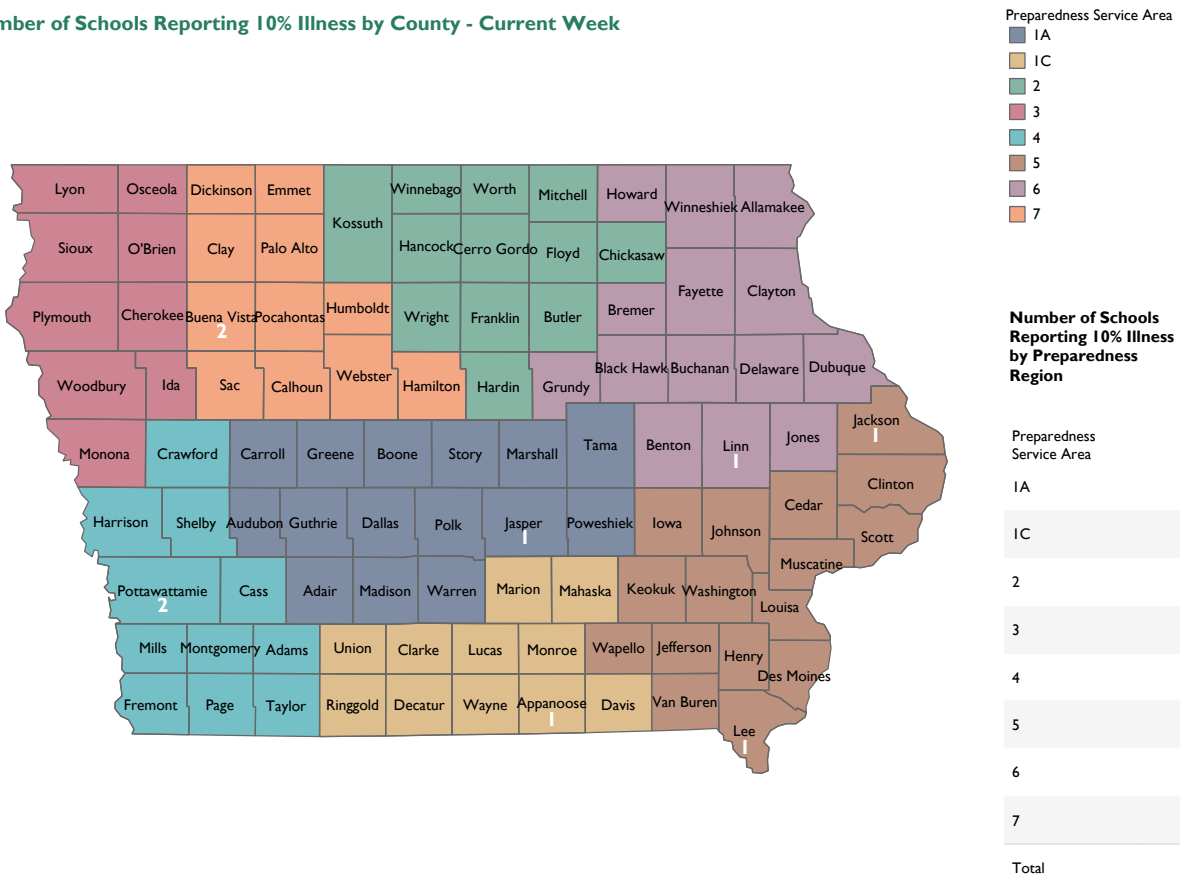 mber of Schools Reporting 10% Illness by County - Current Week
Preparedness Service Area
1A
1C
2
3
4
5
6
7
Lyon
Osceola
Dickinson
Emmet
Kossuth
Winnebago
Worth
Mitchell
Howard
Winneshiek
Allamakee
Sioux
O'Brien
Clay
Palo Alto
Hancock
Cerro Gordo
Floyd
Chickasaw
Plymouth
Cherokee
Buena Vista
2
Pocahontas
Humboldt
Wright
Franklin
Butler
Bremer
Fayette
Clayton
Woodbury
Ida
Sac
Calhoun
Webster
Hamilton
Hardin
Grundy
Black Hawk
Buchanan
Delaware
Dubuque
Monona
Crawford
Carroll
Greene
Boone
Story
Marshall
Tama
Benton
Linn
1
Jones
Jackson
1
Clinton
Harrison
Shelby
Audubon
Guthrie
Dallas
Polk
Jasper
1
Poweshiek
Iowa
Johnson
Cedar
Scott
Muscatine
Pottawattamie
2
Cass
Adair
Madison
Warren
Marion
Mahaska
Keokuk
Washington
Louisa
Mills
Montgomery
Adams
Union
Clarke
Lucas
Monroe
Wapello
Jefferson
Henry
Des Moines
Fremont
Page
Taylor
Ringgold
Decatur
Wayne
Appanoose
1
Davis
Van Buren
Lee
1
Number of Schools
Reporting 10% Illness
by Preparedness
Region
Preparedness
Service Area
1A
1C
2
3
4
5
6
7
Total